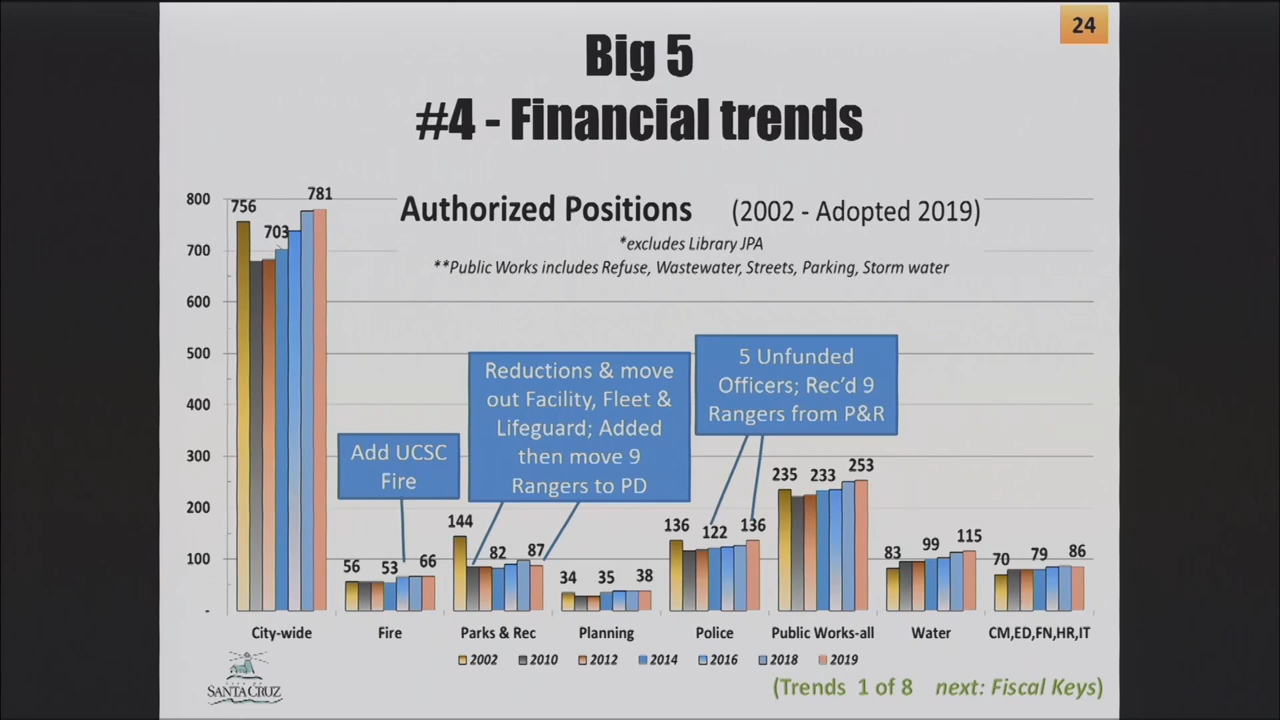 24
Big 5
#4 - Financial trends
Authorized Positions (2002 - Adopted 2019)
*excludes Library JPA
**Public Works includes Refuse, Wastewater, Streets, Parking, Storm water
800
700
600
500
400
300
200
100
-
756
703
781
56
53
66
144
82
87
34
35
38
136
122
136
235
233
253
83
99
115
70
79
86
Add UCSC
Fire
Reductions & move
out Facility, Fleet &
Lifeguard; Added
then move 9
Rangers to PD
5 Unfunded
Officers; Rec'd 9
Rangers from P&R
City-wide
Fire
Parks & Rec
Planning
Police
Public Works-all
Water
CM,ED,FN,HR,IT
2002 2010 2012 2014 2016 2018 2019
CITY OF
SANTA CRUZ
(Trends 1 of 8 next: Fiscal Keys)